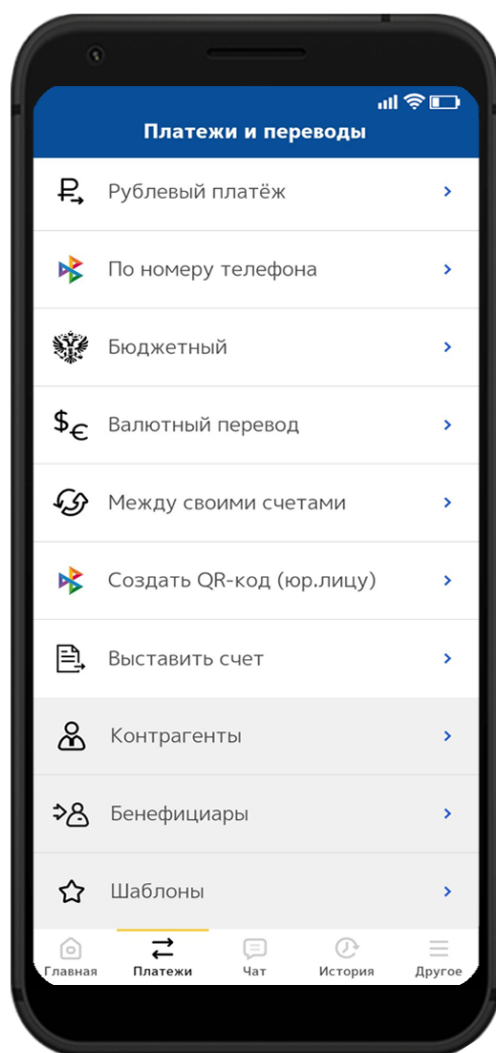 Платежи и переводы
Рублевый платёж
По номеру телефона
Бюджетный
Валютный перевод
Между своими счетами
Создать QR-код (юр.лицу)
Выставить счет
Контрагенты
Бенефициары
Шаблоны
Главная Платежи Чат История Другое